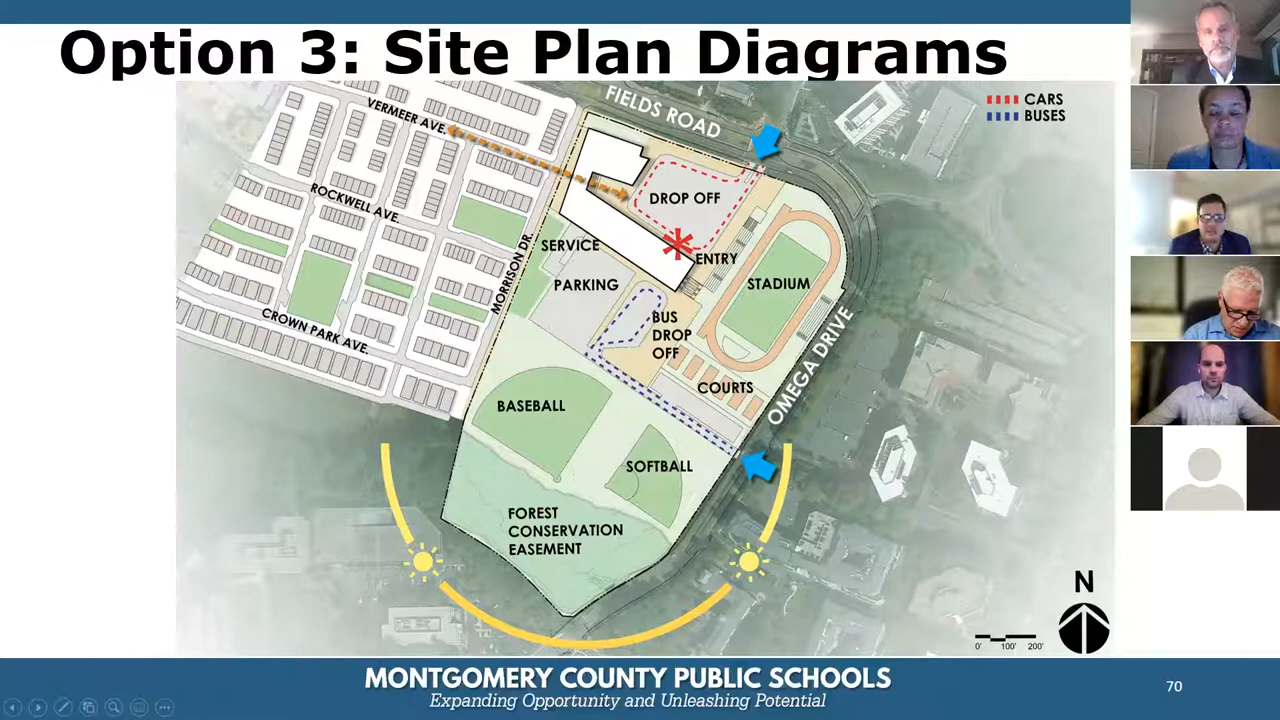 Option 3: Site Plan Diagrams
FIELDS ROAD
CARS
BUSES
VERMEER AVE.
ROCKWELL AVE.
CROWN PARK AVE.
MORRISON DR.
DROP OFF
SERVICE
ENTRY
PARKING
STADIUM
BUS
DROP
OFF
COURTS
OMEGA DRIVE
BASEBALL
SOFTBALL
FOREST
CONSERVATION
EASEMENT
N
0' 100' 200'
MONTGOMERY COUNTY PUBLIC SCHOOLS
Expanding Opportunity and Unleashing Potential
70